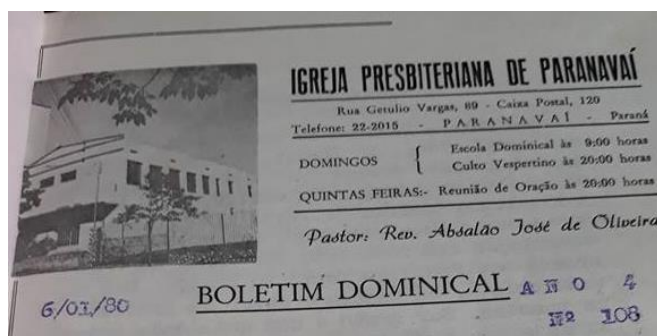 IGREJA PRESBITERIANA DE PARANAVAÍ
Rua Getulio Vargas, 89 - Caixa Postal, 120
Telefone: 22-2015 - PARANAVAÍ - Paraná
DOMINGOS { Escola Dominical às 9:00 horas
Culto Vespertino às 20:00 horas
QUINTAS FEIRAS:- Reunião de Oração às 20:00 horas
Pastor: Rev. Absalão José de Oliveira
BOLETIM DOMINICAL ANO 4
6/01/80 Nº 108